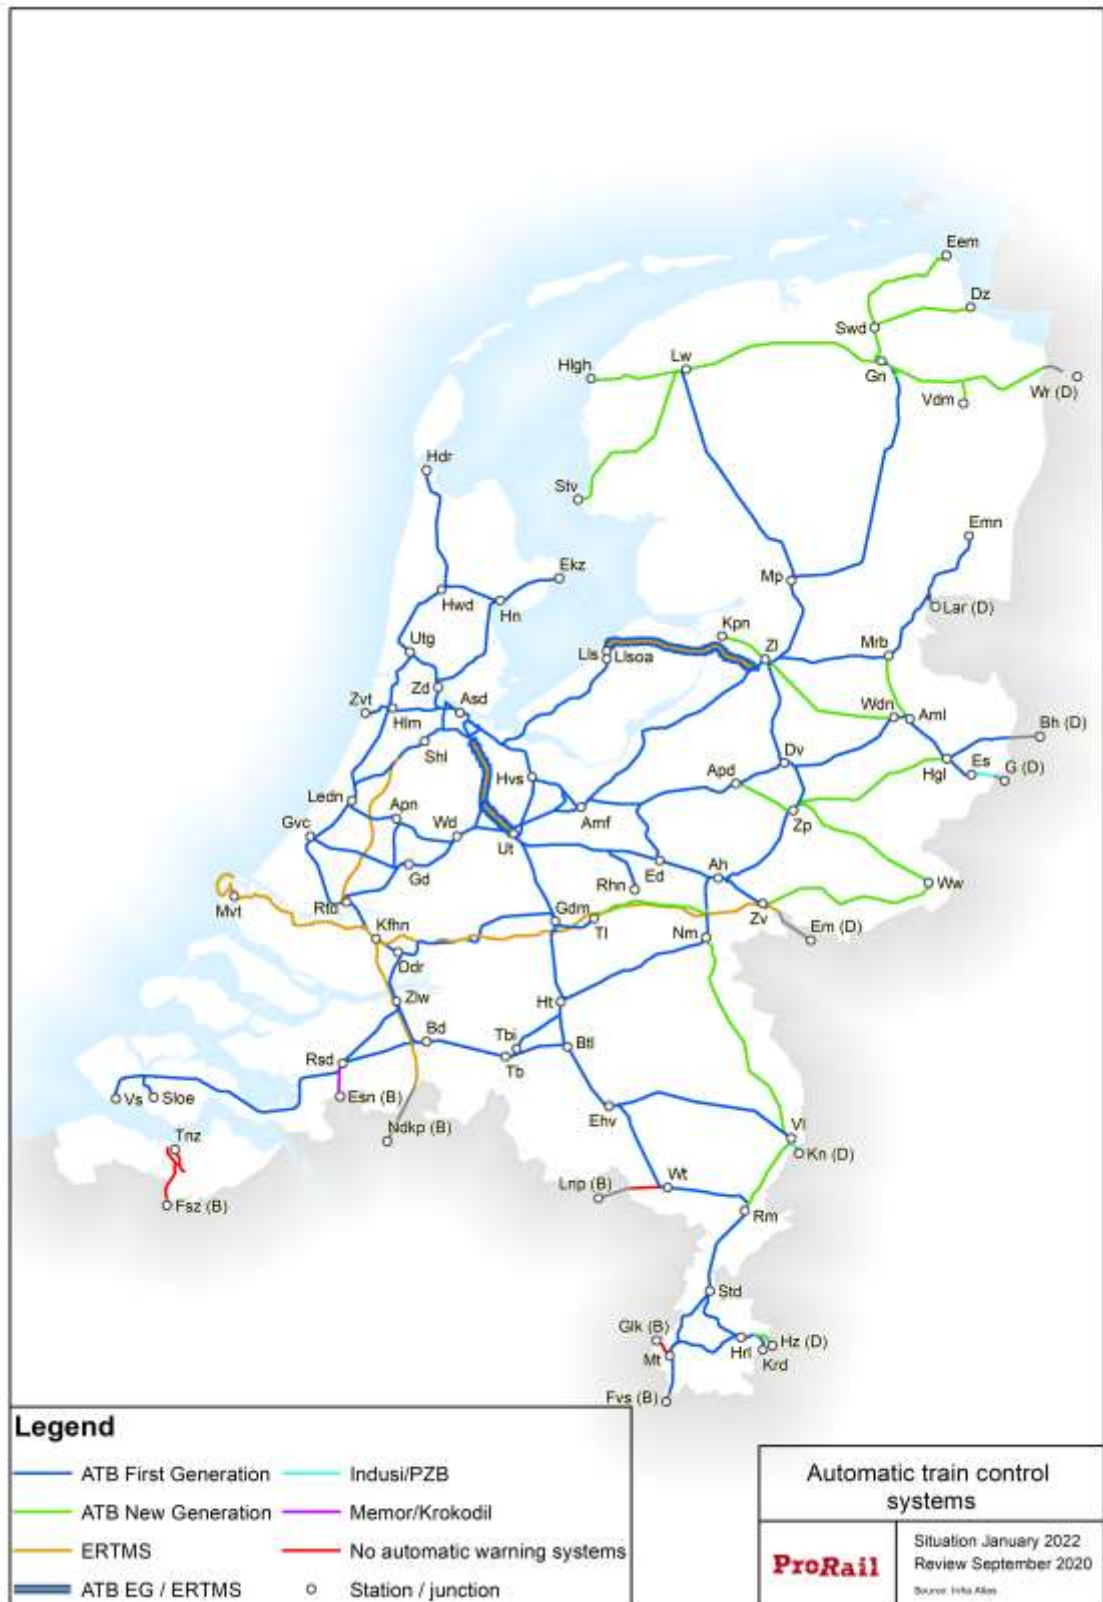 Eem
Dz
Swd
Lw
Hlgh
Gn
Wr (D)
Vdm
Hdr
Stv
Emn
Ekz
Mp
Hwd
Hn
Lar (D)
Kpn
Utg
Zl
Mrb
Lls
Llsoa
Zd
Zvt
Asd
Wdn
Aml
Hlm
Bh (D)
Shl
Dv
Es
G (D)
Hvs
Apd
Hgl
Ledn
Apn
Gvc
Wd
Amf
Zp
Ut
Gd
Ed
Ah
Rhn
Ww
Mvt
Rtd
Gdm
Zv
Kfhn
Tl
Nm
Em (D)
Ddr
Zlw
Ht
Bd
Tbi
Btl
Rsd
Tb
Vs
Sloe
Esn (B)
Ehv
Ndkp (B)
Vl
Tnz
Kn (D)
Lnp (B)
Wt
Fsz (B)
Rm
Std
Glk (B)
Hz (D)
Mt
Hrl
Krd
Fvs (B)
Legend
ATB First Generation
Indusi/PZB
ATB New Generation
Memor/Krokodil
ERTMS
No automatic warning systems
ATB EG / ERTMS
Station / junction
Automatic train control
systems
ProRail
Situation January 2022
Review September 2020
Source: Infra Atlas